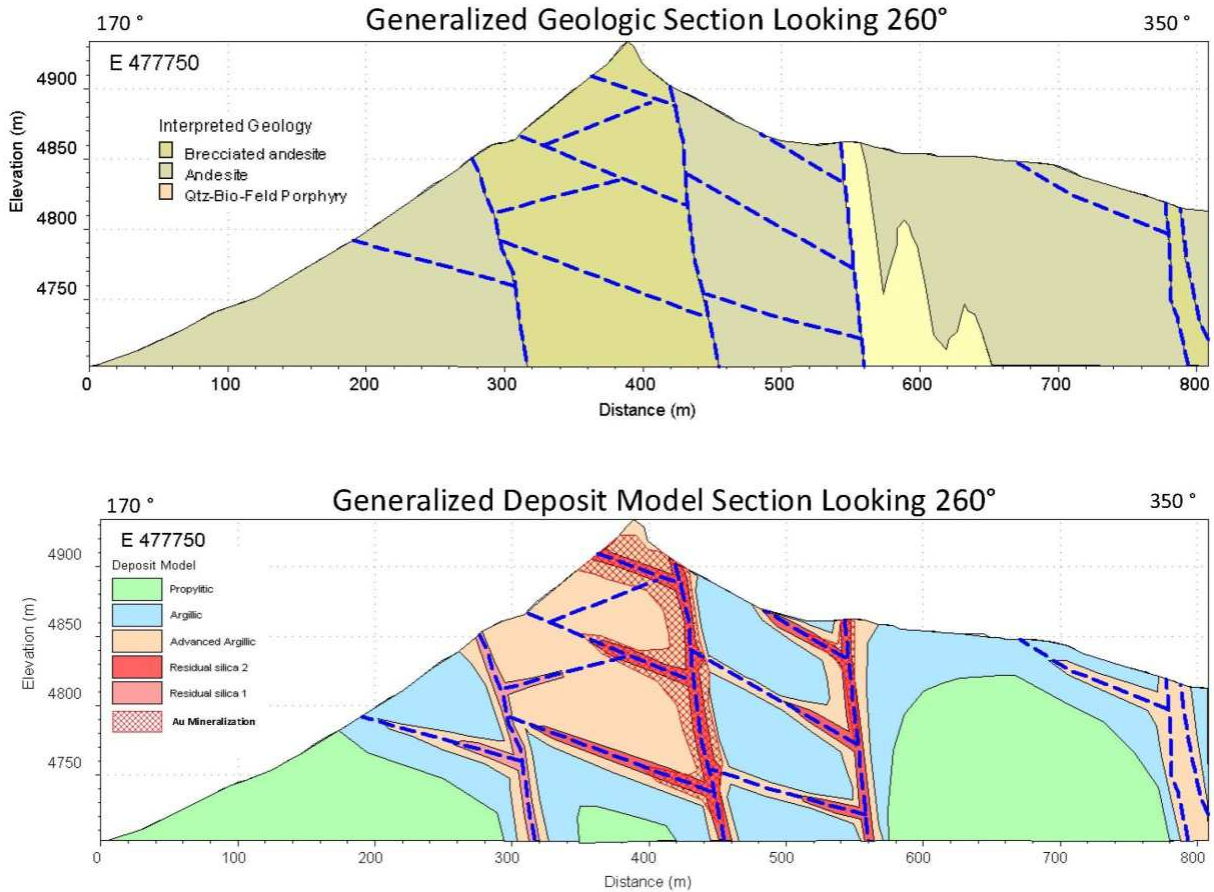 170 °
Generalized Geologic Section Looking 260°
350 °
E 477750
4900
4850
4800
4750
Elevation (m)
Interpreted Geology
Brecciated andesite
Andesite
Qtz-Bio-Feld Porphyry
0
100
200
300
400
500
600
700
800
Distance (m)
170 °
Generalized Deposit Model Section Looking 260°
350 °
E 477750
4900
4850
4800
4750
Elevation (m)
Deposit Model
Propylitic
Argillic
Advanced Argillic
Residual silica 2
Residual silica 1
Au Mineralization
0
100
200
300
400
500
600
700
800
Distance (m)